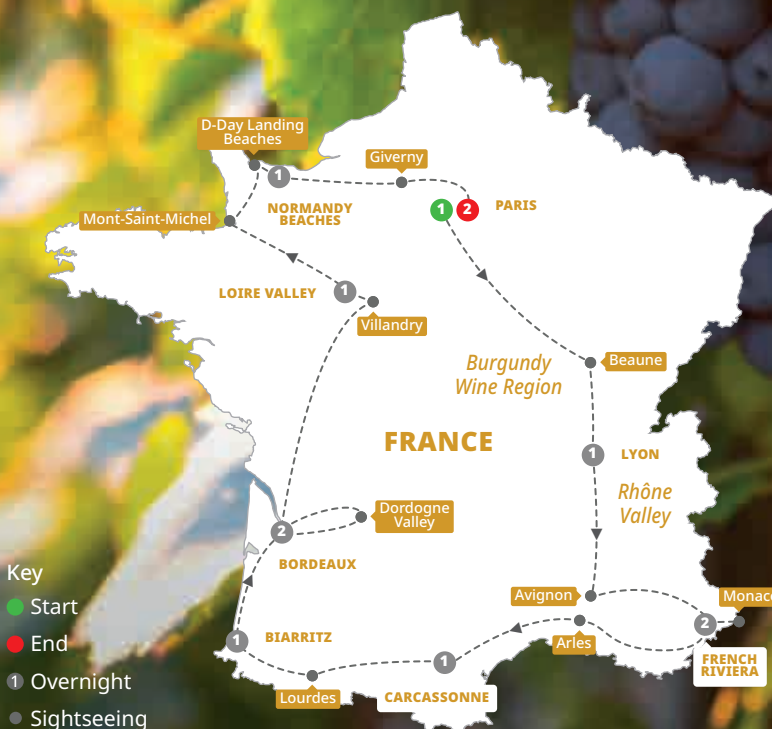 D-Day Landing
Beaches
Giverny
1
NORMANDY
BEACHES
1
2
PARIS
Mont-Saint-Michel
LOIRE VALLEY
1
Villandry
Burgundy
Wine Region
Beaune
FRANCE
1
LYON
Rhône
Valley
Dordogne
Valley
2
BORDEAUX
Avignon
Monaco
2
Arles
FRENCH
RIVIERA
1
BIARRITZ
1
Lourdes
CARCASSONNE
Key
Start
End
1 Overnight
Sightseeing